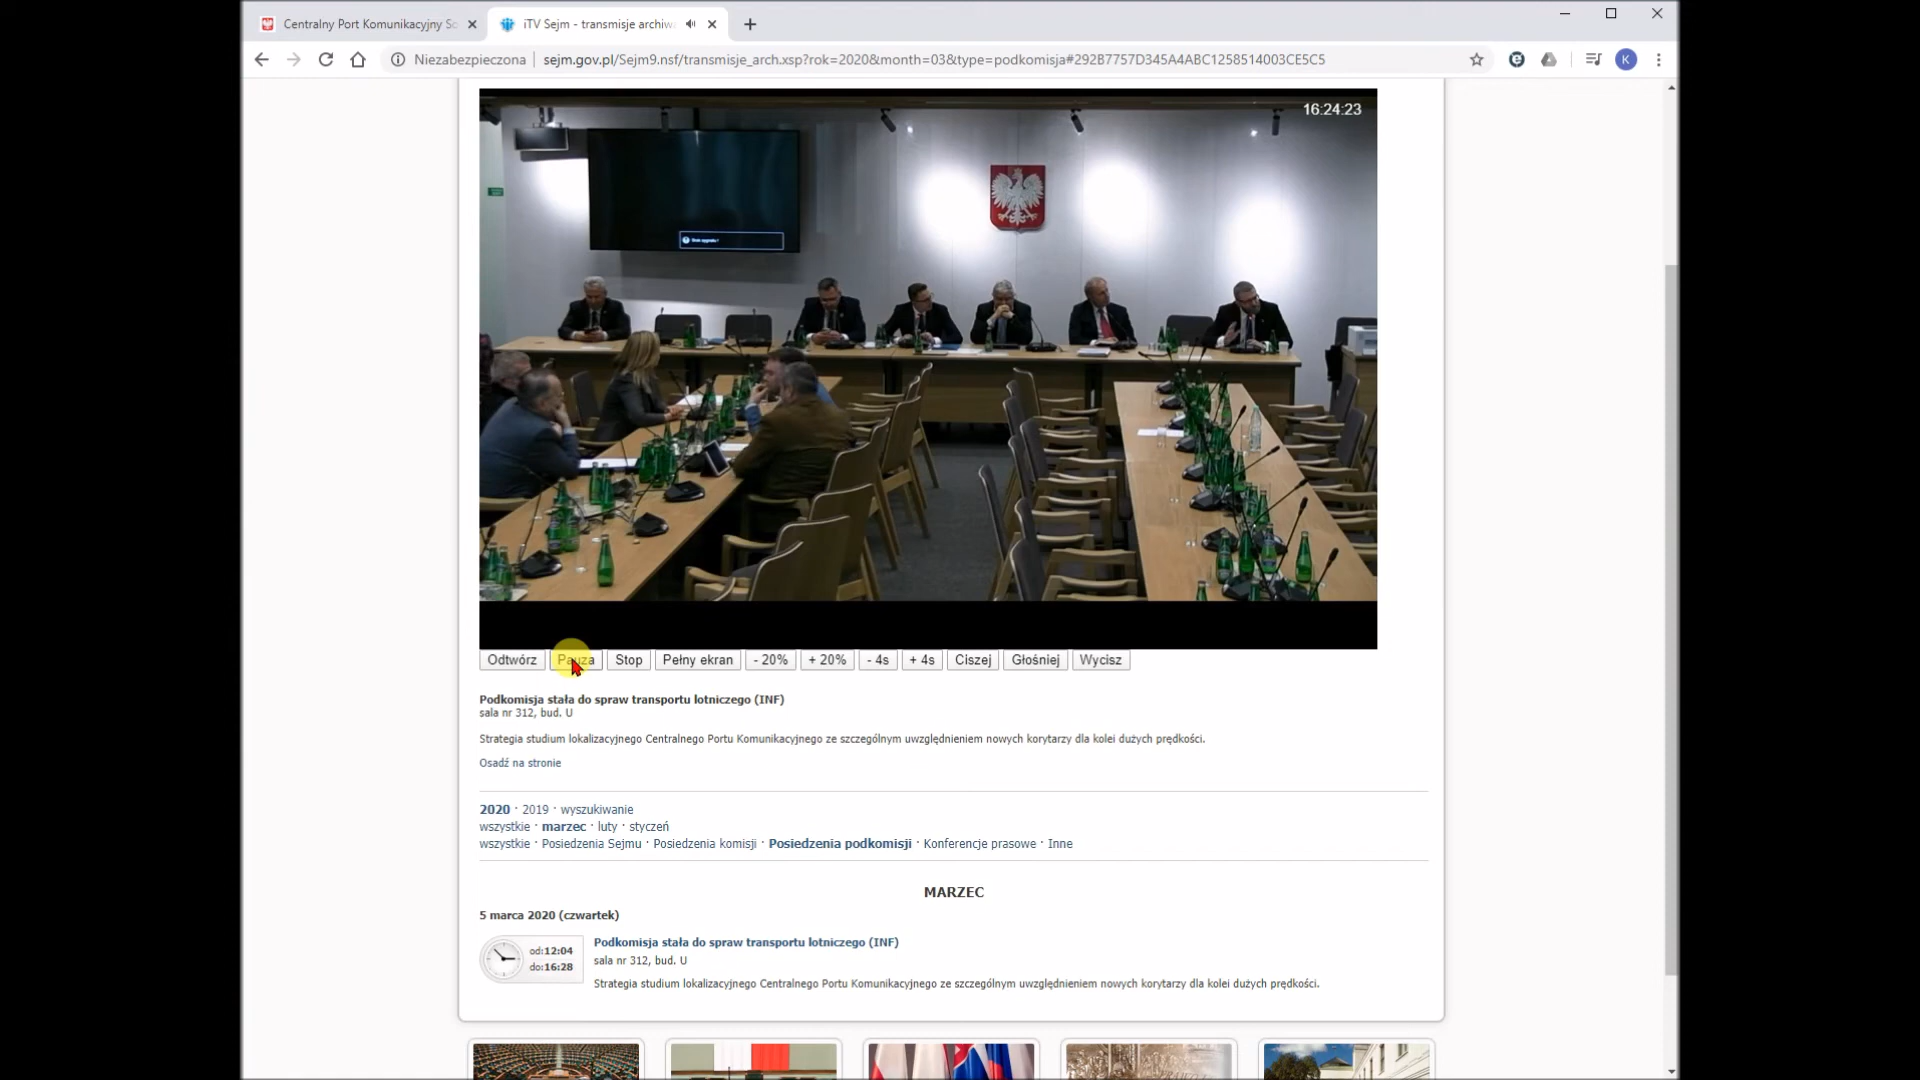 Centralny Port Komunikacyjny So
iTV Sejm - transmisje archiw
Niezabezpieczona
sejm.gov.pl/Sejm9.nsf/transmisje_arch.xsp?rok=2020&month=03&type=podkomisja#292B7757D345A4ABC1258514003CE5C5
K
16:24:23
Odtwórz Pauza Stop Pełny ekran - 20% + 20% - 4s + 4s Ciszej Głośniej Wycisz
Podkomisja stała do spraw transportu lotniczego (INF)
sala nr 312, bud. U
Strategia studium lokalizacyjnego Centralnego Portu Komunikacyjnego ze szczególnym uwzględnieniem nowych korytarzy dla kolei dużych prędkości.
Osadź na stronie
2020 · 2019 · wyszukiwanie
wszystkie · marzec · luty · styczeń
wszystkie · Posiedzenia Sejmu · Posiedzenia komisji · Posiedzenia podkomisji · Konferencje prasowe · Inne
MARZEC
5 marca 2020 (czwartek)
od:12:04
do:16:28
Podkomisja stała do spraw transportu lotniczego (INF)
sala nr 312, bud. U
Strategia studium lokalizacyjnego Centralnego Portu Komunikacyjnego ze szczególnym uwzględnieniem nowych korytarzy dla kolei dużych prędkości.